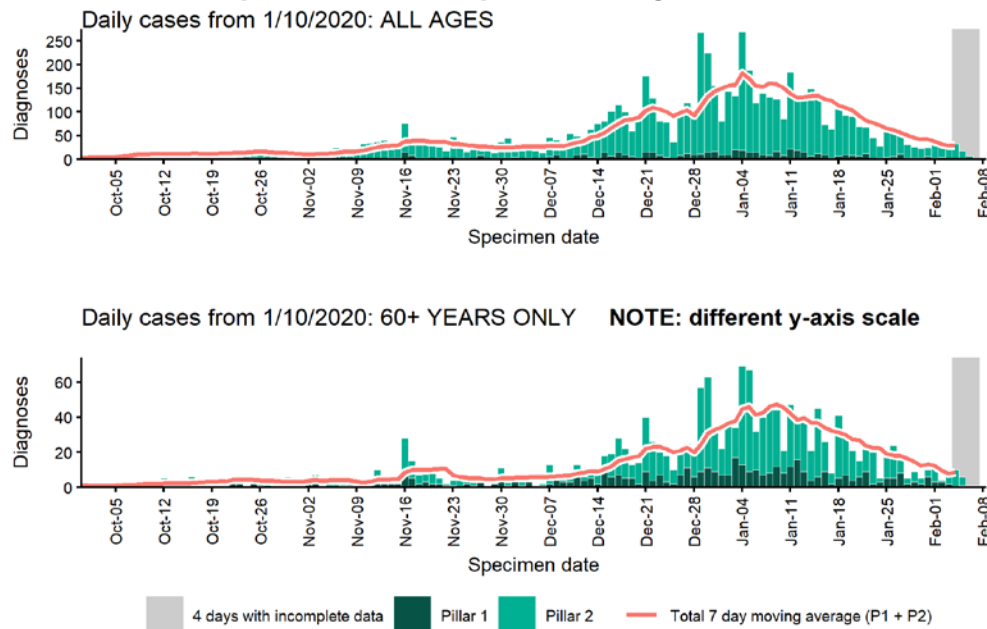 Daily cases from 1/10/2020: ALL AGES
250
200
150
100
50
0
Diagnoses
Oct-05
Oct-12
Oct-19
Oct-26
Nov-02
Nov-09
Nov-16
Nov-23
Nov-30
Dec-07
Dec-14
Dec-21
Dec-28
Jan-04
Jan-11
Jan-18
Jan-25
Feb-01
Feb-08
Specimen date
Daily cases from 1/10/2020: 60+ YEARS ONLY NOTE: different y-axis scale
60
40
20
0
Diagnoses
Oct-05
Oct-12
Oct-19
Oct-26
Nov-02
Nov-09
Nov-16
Nov-23
Nov-30
Dec-07
Dec-14
Dec-21
Dec-28
Jan-04
Jan-11
Jan-18
Jan-25
Feb-01
Feb-08
Specimen date
4 days with incomplete data Pillar 1 Pillar 2 Total 7 day moving average (P1 + P2)